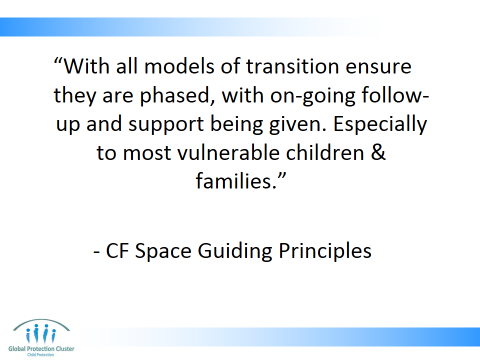 “With all models of transition ensure
they are phased, with on-going follow-
up and support being given. Especially
to most vulnerable children &
families.”
- CF Space Guiding Principles
Global Protection Cluster
Child Protection